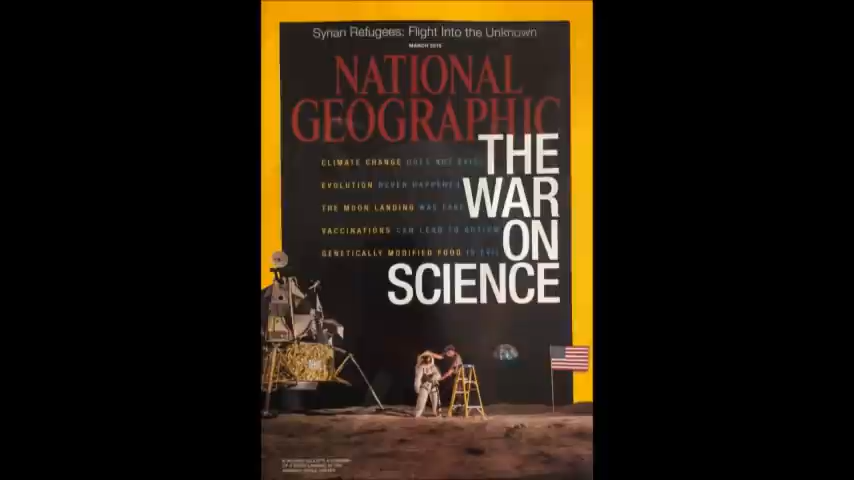 Syrian Refugees: Flight Into the Unknown
MARCH 2015
NATIONAL
GEOGRAPHIC
THE
WAR
ON
SCIENCE
CLIMATE CHANGE DOES NOT EXIST
EVOLUTION NEVER HAPPENED
THE MOON LANDING WAS FAKE
VACCINATIONS CAN LEAD TO AUTISM
GENETICALLY MODIFIED FOOD IS EVIL